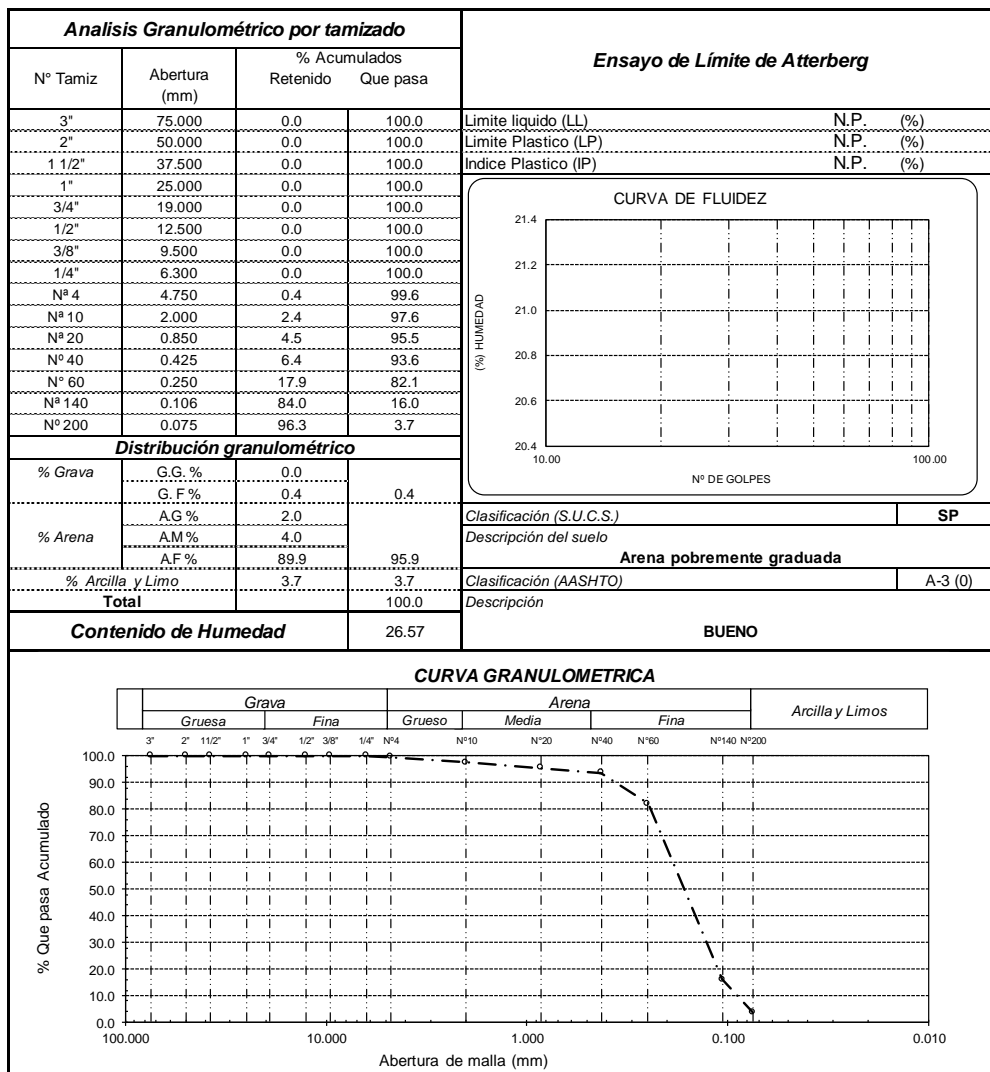 Analisis Granulométrico por tamizado
Ensayo de Límite de Atterberg
N° Tamiz Abertura (mm) % Acumulados
Retenido Que pasa
3" 75.000 0.0 100.0
2" 50.000 0.0 100.0
1 1/2" 37.500 0.0 100.0
1" 25.000 0.0 100.0
3/4" 19.000 0.0 100.0
1/2" 12.500 0.0 100.0
3/8" 9.500 0.0 100.0
1/4" 6.300 0.0 100.0
Nª 4 4.750 0.4 99.6
Nª 10 2.000 2.4 97.6
Nª 20 0.850 4.5 95.5
Nº 40 0.425 6.4 93.6
N° 60 0.250 17.9 82.1
Nª 140 0.106 84.0 16.0
Nº 200 0.075 96.3 3.7
Distribución granulométrico
% Grava G.G. % 0.0
G. F % 0.4 0.4
% Arena A.G % 2.0
A.M % 4.0
A.F % 89.9 95.9
% Arcilla y Limo 3.7 3.7
Total 100.0
Contenido de Humedad 26.57
Limite liquido (LL) N.P. (%)
Limite Plastico (LP) N.P. (%)
Indice Plastico (IP) N.P. (%)
CURVA DE FLUIDEZ
21.4
21.2
21.0
20.8
20.6
20.4
(%) HUMEDAD
10.00 100.00
Nº DE GOLPES
Clasificación (S.U.C.S.) SP
Descripción del suelo
Arena pobremente graduada
Clasificación (AASHTO) A-3 (0)
Descripción
BUENO
CURVA GRANULOMETRICA
Grava Arena Arcilla y Limos
Gruesa Fina Grueso Media Fina
3" 2" 11/2" 1" 3/4" 1/2" 3/8" 1/4" Nº4 Nº10 N°20 Nº40 N°60 Nº140 Nº200
100.0
90.0
80.0
70.0
60.0
50.0
40.0
30.0
20.0
10.0
0.0
% Que pasa Acumulado
100.000 10.000 1.000 0.100 0.010
Abertura de malla (mm)